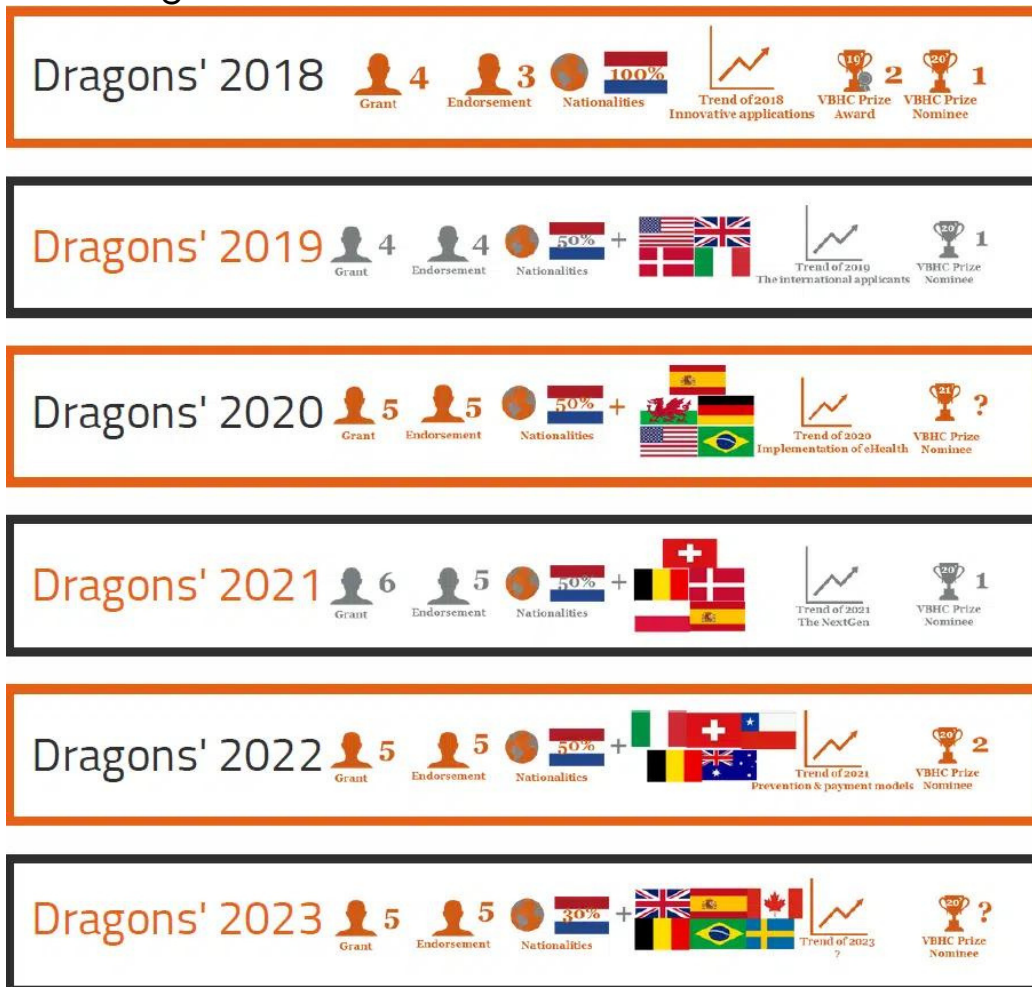 Dragons' 2018
4
Grant
3
Endorsement
Nationalities
100%
Trend of 2018
Innovative applications
19'
2
VBHC Prize
Award
20'
1
VBHC Prize
Nominee
Dragons' 2019
4
Grant
4
Endorsement
Nationalities
50%
+
Trend of 2019
The international applicants
20'
1
VBHC Prize
Nominee
Dragons' 2020
5
Grant
5
Endorsement
Nationalities
50%
+
Trend of 2020
Implementation of eHealth
21'
?
VBHC Prize
Nominee
Dragons' 2021
6
Grant
5
Endorsement
Nationalities
50%
+
Trend of 2021
The NextGen
20'
1
VBHC Prize
Nominee
Dragons' 2022
5
Grant
5
Endorsement
Nationalities
50%
+
Trend of 2021
Prevention & payment models
20'
2
VBHC Prize
Nominee
Dragons' 2023
5
Grant
5
Endorsement
Nationalities
30%
+
Trend of 2023
?
20'
?
VBHC Prize
Nominee